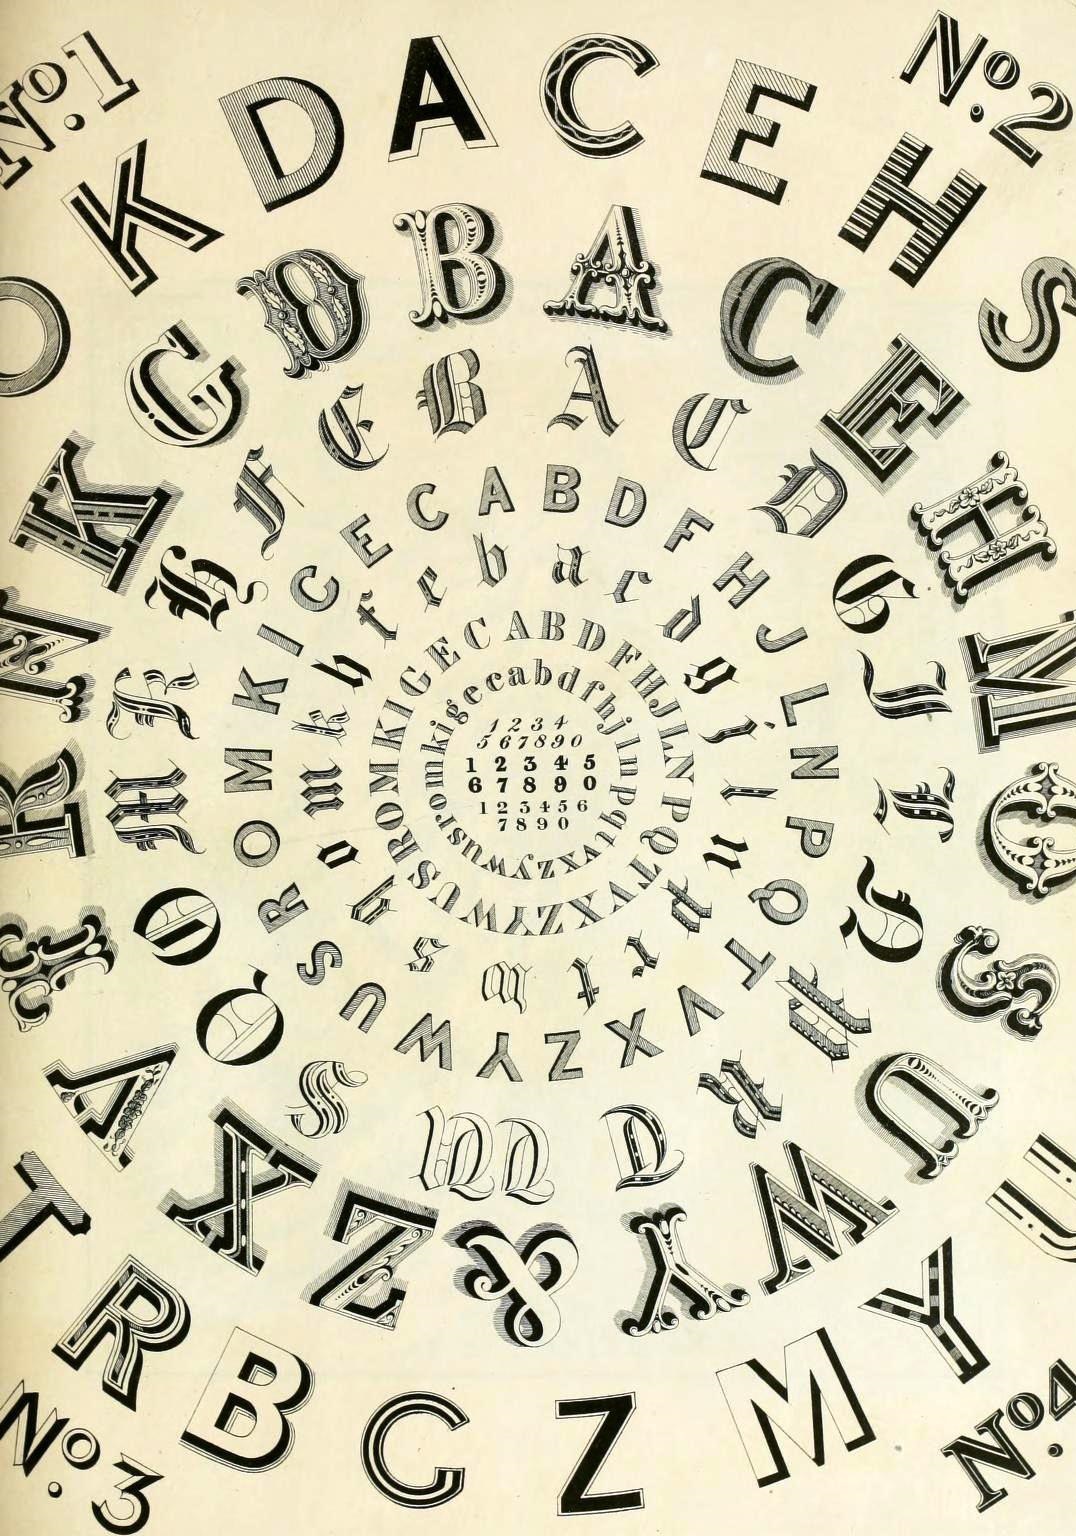 No. 1
No. 2
A C E H S U Y M Z G B R T O K D
A C E H M Q S U W Y & Z X V T R N K G D B
A C D G I L P R W S Q O M K H F E B
A B D F H J L N P Q T V X Z Y W U S R O M K I G E C
a c d g i l n p r t w s q o m k h f e b
A B D F H J L N P Q T V X Z Y W U S R O M K I G E C
a b d f h j l n p q t v x z y w u s r o m k i g e c
1 2 3 4
5 6 7 8 9 0
1 2 3 4 5
6 7 8 9 0
1 2 3 4 5 6
7 8 9 0
No. 3
No. 4